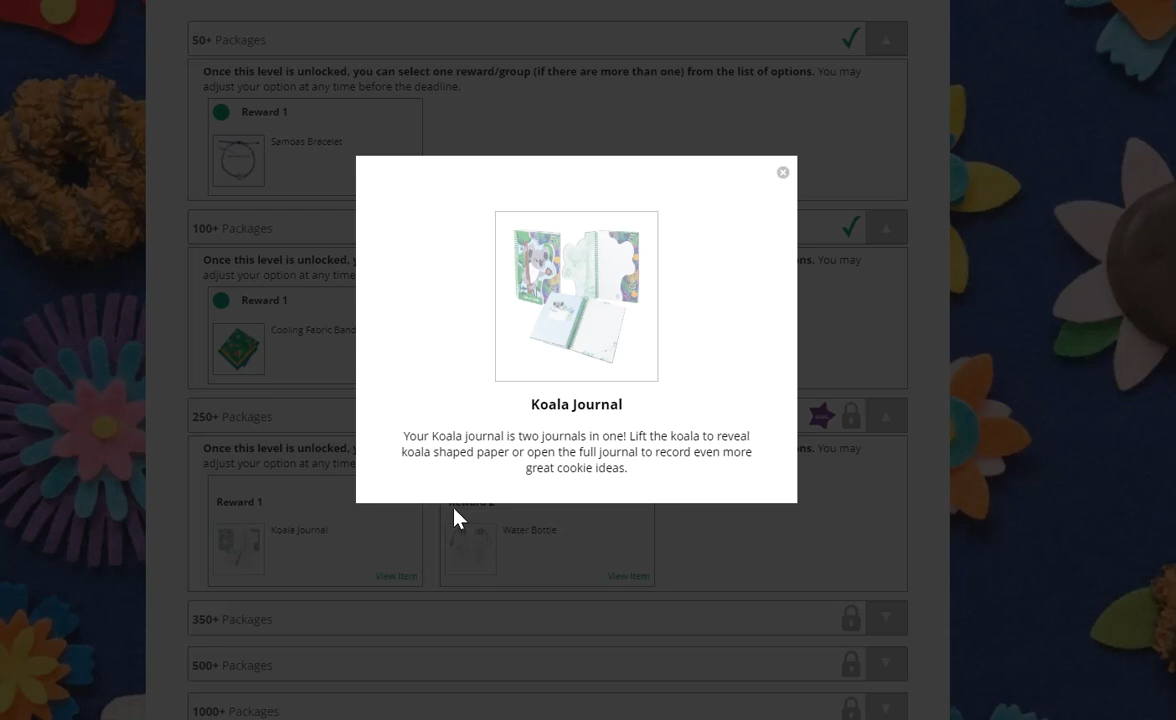 50+ Packages
Once this level is unlocked, you can select one reward/group (if there are more than one) from the list of options. You may
adjust your option at any time before the deadline.
Reward 1
Samoas Bracelet
100+ Packages
Once this level is unlocked, y
ons. You may
adjust your option at any time
Reward 1
Cooling Fabric Band
Koala Journal
Your Koala journal is two journals in one! Lift the koala to reveal
koala shaped paper or open the full journal to record even more
great cookie ideas.
250+ Packages
Once this level is unlocked, y
ons. You may
adjust your option at any time
Reward 1
Reward 2
Koala Journal
Water Bottle
View Item
View Item
350+ Packages
500+ Packages
1000+ Packages